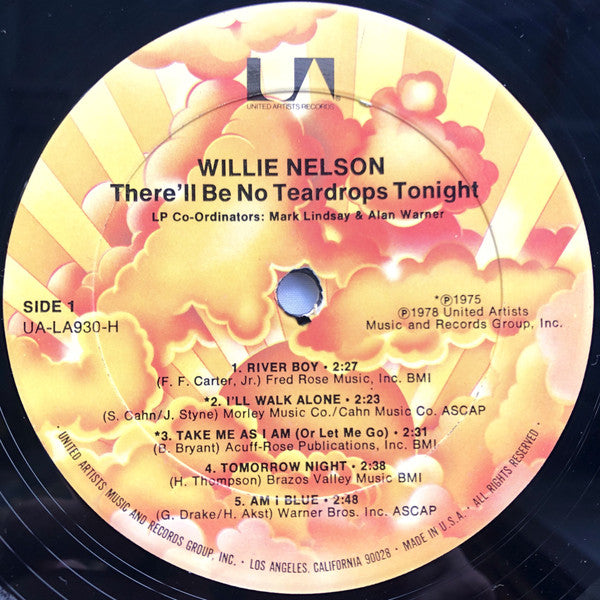 UA
UNITED ARTISTS RECORDS®
WILLIE NELSON
There'll Be No Teardrops Tonight
LP Co-Ordinators: Mark Lindsay & Alan Warner
SIDE 1
UA-LA930-H
*Ⓟ1975
Ⓟ1978 United Artists
Music and Records Group, Inc.
1. RIVER BOY • 2:27
(F. F. Carter, Jr.) Fred Rose Music, Inc. BMI
*2. I'LL WALK ALONE • 2:23
(S. Cahn/J. Styne) Morley Music Co./Cahn Music Co. ASCAP
*3. TAKE ME AS I AM (Or Let Me Go) • 2:31
(B. Bryant) Acuff-Rose Publications, Inc. BMI
4. TOMORROW NIGHT • 2:38
(H. Thompson) Brazos Valley Music BMI
5. AM I BLUE • 2:48
(G. Drake/H. Akst) Warner Bros. Inc. ASCAP
• UNITED ARTISTS MUSIC AND RECORDS GROUP, INC. • LOS ANGELES, CALIFORNIA 90028 • MADE IN U.S.A. • ALL RIGHTS RESERVED •